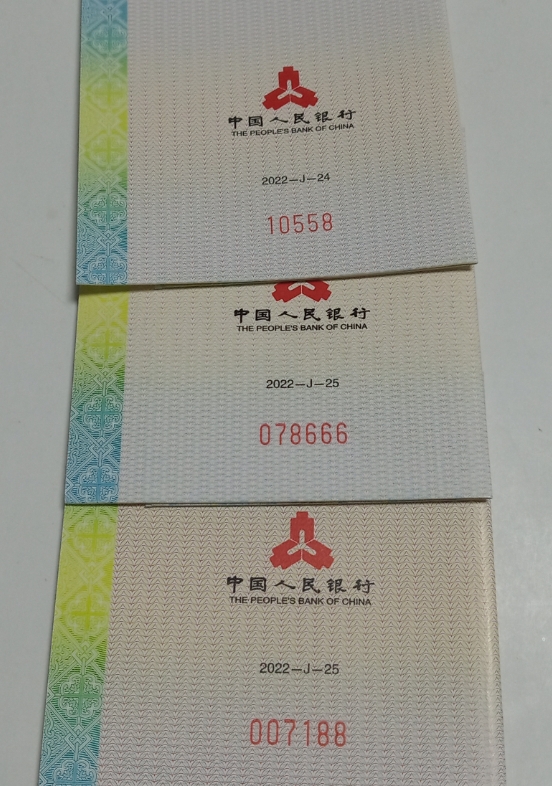 中国人民银行
THE PEOPLE'S BANK OF CHINA
2022-J-24
10558
中国人民银行
THE PEOPLE'S BANK OF CHINA
2022-J-25
078666
中国人民银行
THE PEOPLE'S BANK OF CHINA
2022-J-25
007188